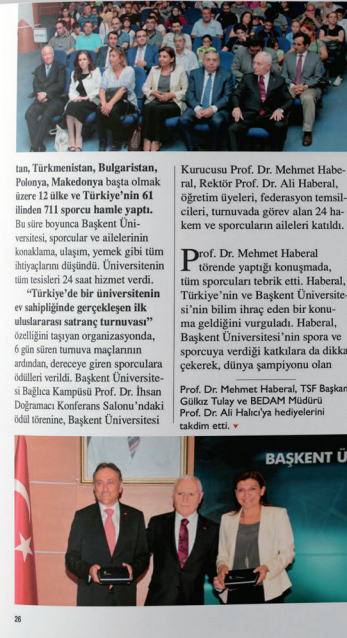 tan, Türkmenistan, Bulgaristan,
Polonya, Makedonya başta olmak
üzere 12 ülke ve Türkiye'nin 61
ilinden 711 sporcu hamle yaptı.
Bu süre boyunca Başkent Üni-
versitesi, sporcular ve ailelerinin
konaklama, ulaşım, yemek gibi tüm
ihtiyaçlarını düşündü. Üniversitenin
tüm tesisleri 24 saat hizmet verdi.
"Türkiye'de bir üniversitenin
ev sahipliğinde gerçekleşen ilk
uluslararası satranç turnuvası"
özelliğini taşıyan organizasyonda,
6 gün süren turnuva maçlarının
ardından, dereceye giren sporculara
ödülleri verildi. Başkent Üniversite-
si Bağlıca Kampüsü Prof. Dr. İhsan
Doğramacı Konferans Salonu'ndaki
ödül törenine, Başkent Üniversitesi
Kurucusu Prof. Dr. Mehmet Habe-
ral, Rektör Prof. Dr. Ali Haberal,
öğretim üyeleri, federasyon temsil-
cileri, turnuvada görev alan 24 ha-
kem ve sporcuların aileleri katıldı.
Prof. Dr. Mehmet Haberal
törende yaptığı konuşmada,
tüm sporcuları tebrik etti. Haberal,
Türkiye'nin ve Başkent Üniversite-
si'nin bilim ihraç eden bir konu-
ma geldiğini vurguladı. Haberal,
Başkent Üniversitesi'nin spora ve
sporcuya verdiği katkılara da dikka
çekerek, dünya şampiyonu olan
Prof. Dr. Mehmet Haberal, TSF Başkan
Gülkız Tulay ve BEDAM Müdürü
Prof. Dr. Ali Halıcı'ya hediyelerini
takdim etti.
BAŞKENT Ü
26